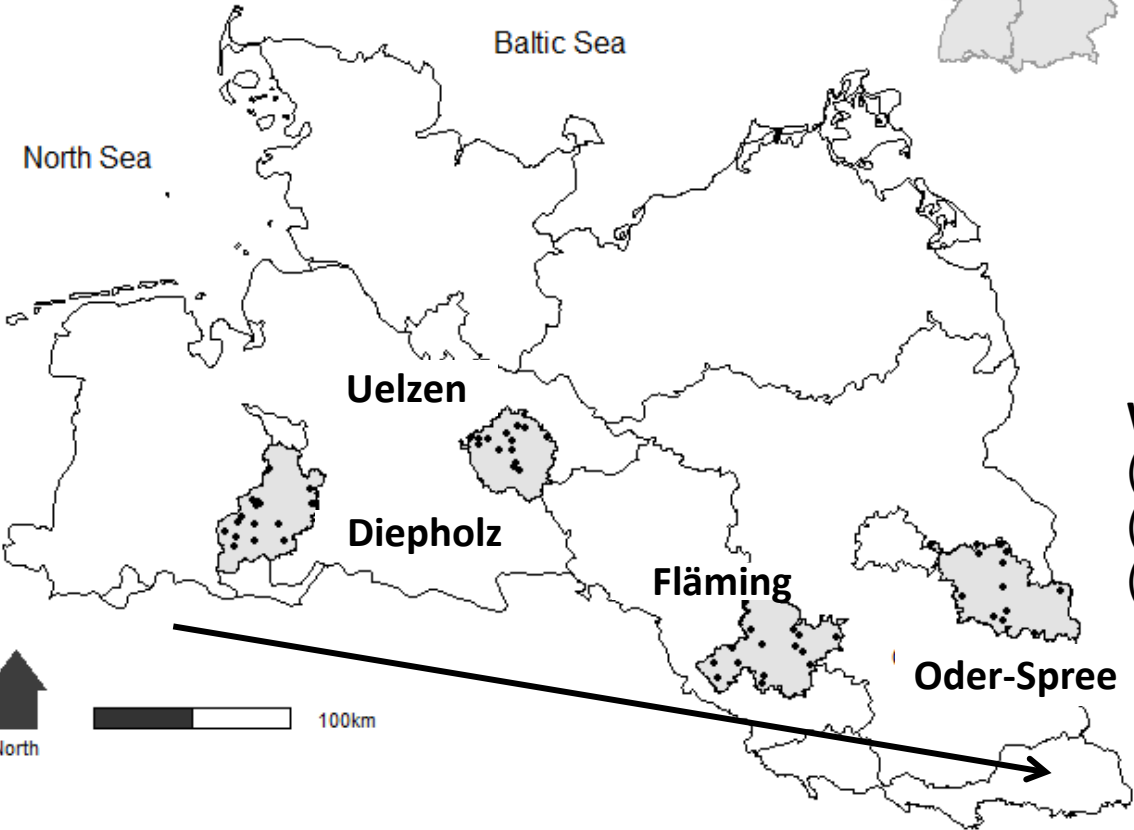 Baltic Sea
North Sea
Uelzen
Diepholz
Fläming
Oder-Spree
100km
North